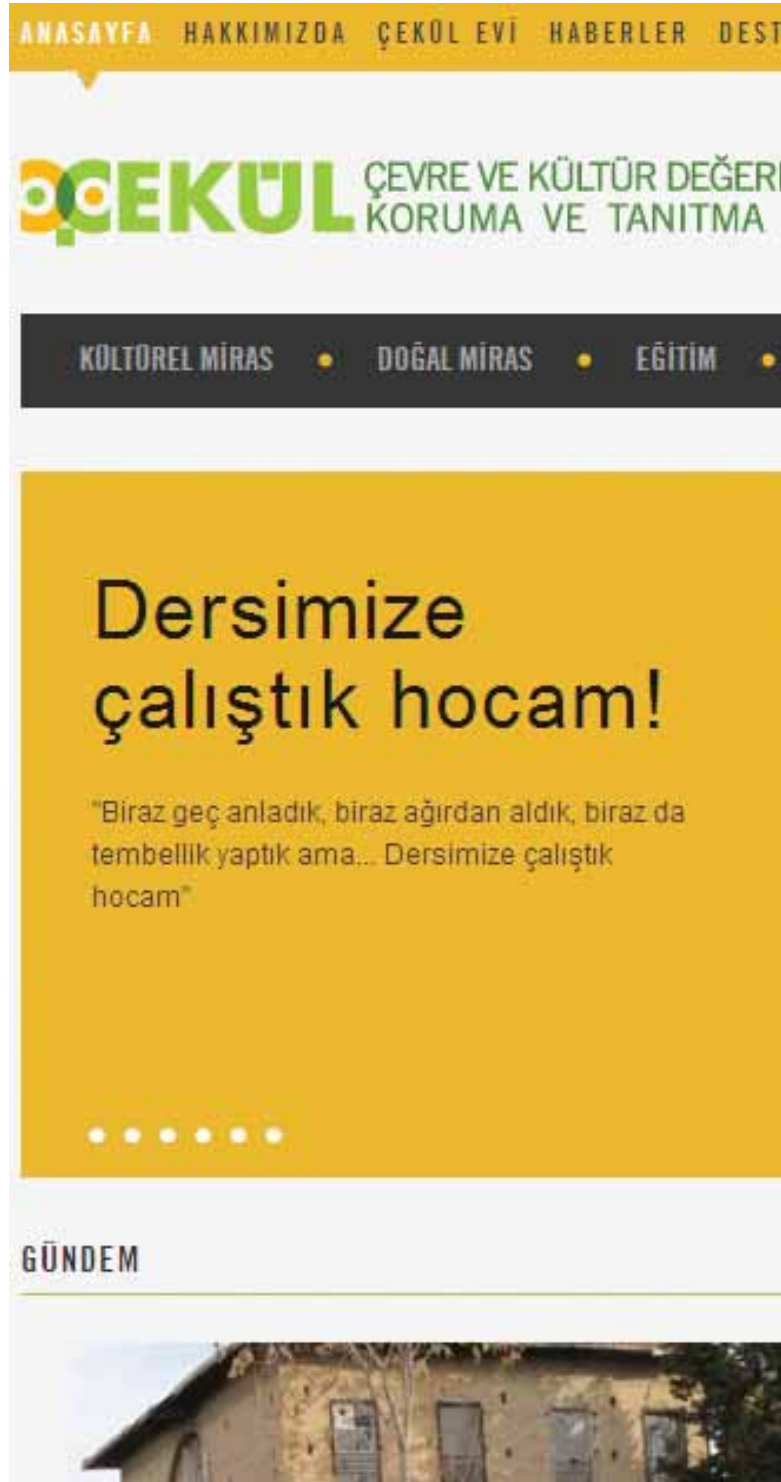 ANASAYFA HAKKIMIZDA ÇEKÜL EVİ HABERLER DEST
ÇEKÜL ÇEVRE VE KÜLTÜR DEĞERL
KORUMA VE TANITMA
KÜLTÜREL MİRAS • DOĞAL MİRAS • EĞİTİM •
Dersimize
çalıştık hocam!
"Biraz geç anladık, biraz ağırdan aldık, biraz da
tembellik yaptık ama... Dersimize çalıştık
hocam"
GÜNDEM